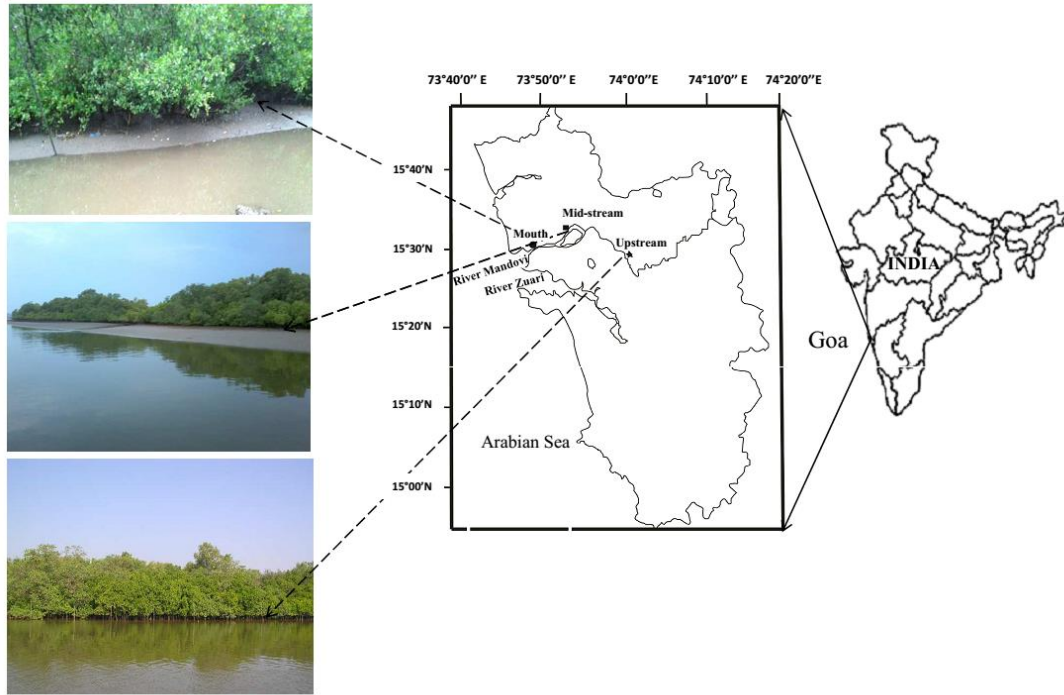 73°40'0'' E 73°50'0'' E 74°0'0'' E 74°10'0'' E 74°20'0'' E
15°40'N
15°30'N
15°20'N
15°10'N
15°00'N
Mid-stream
Mouth
Upstream
River Mandovi
River Zuari
Arabian Sea
Goa
INDIA